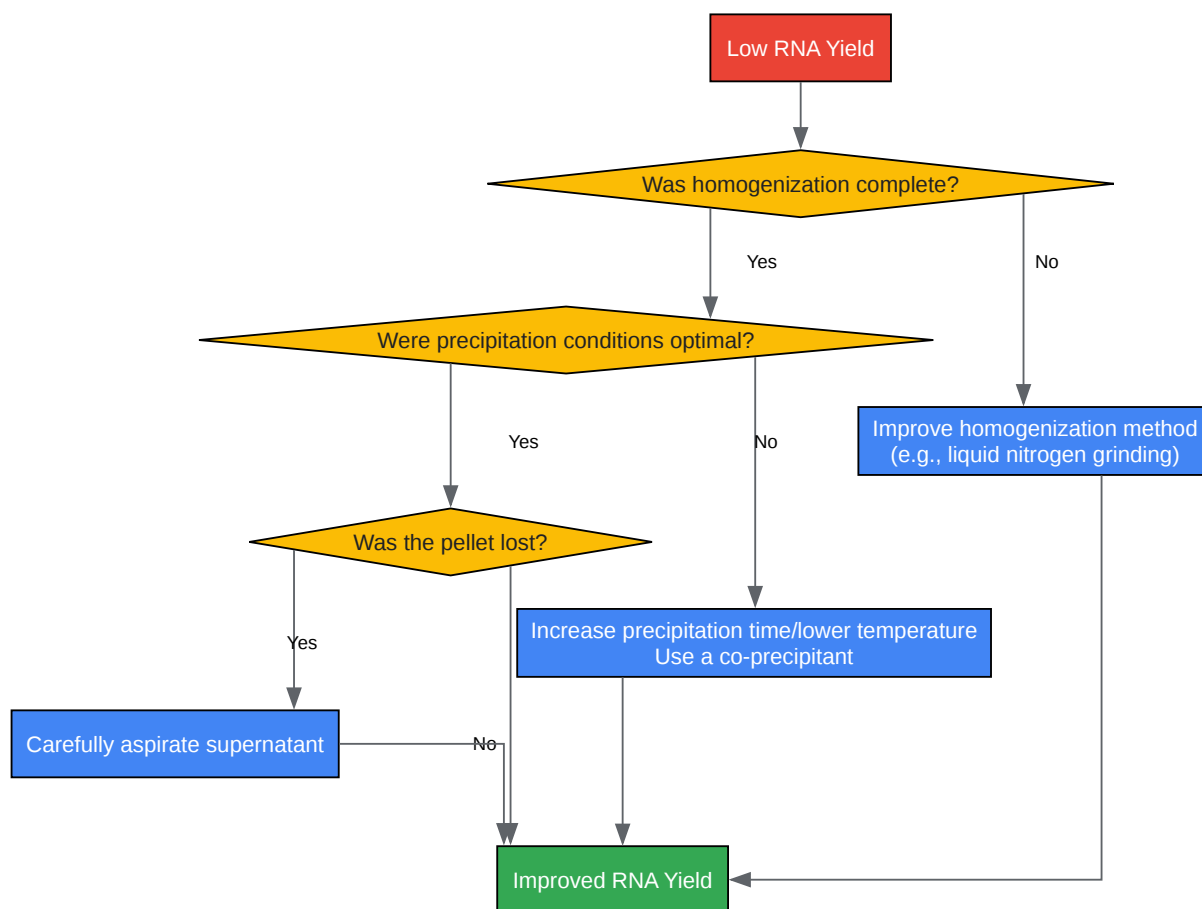 Low RNA Yield
Was homogenization complete?
Yes
No
Were precipitation conditions optimal?
Improve homogenization method
(e.g., liquid nitrogen grinding)
Yes
No
Was the pellet lost?
Increase precipitation time/lower temperature
Use a co-precipitant
Yes
Carefully aspirate supernatant
No
Improved RNA Yield